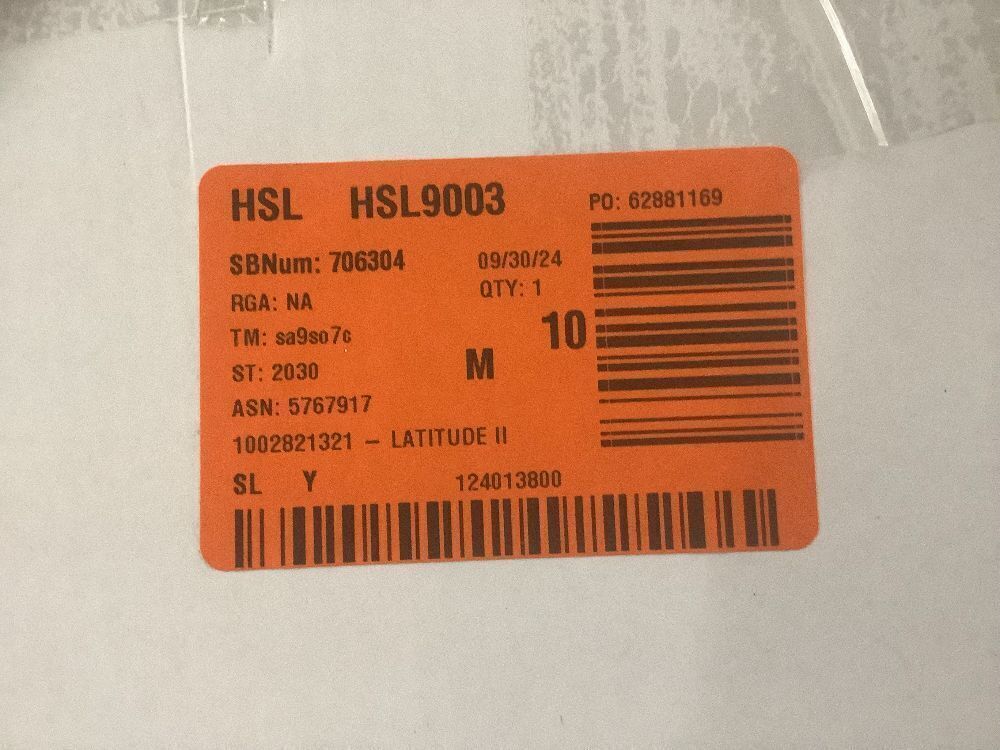 HSL HSL9003 PO: 62881169
SBNum: 706304 09/30/24
RGA: NA QTY: 1
TM: sa9so7c 10
ST: 2030 M
ASN: 5767917
1002821321 – LATITUDE II
SL Y 124013800